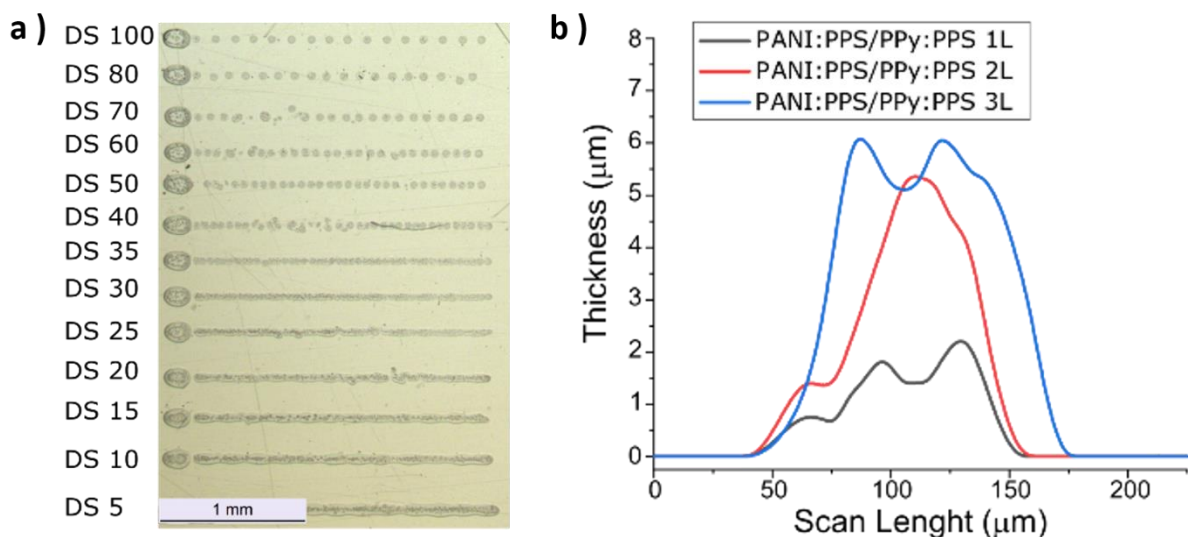 a )
DS 100
DS 80
DS 70
DS 60
DS 50
DS 40
DS 35
DS 30
DS 25
DS 20
DS 15
DS 10
DS 5
1 mm
b )
PANI:PPS/PPy:PPS 1L
PANI:PPS/PPy:PPS 2L
PANI:PPS/PPy:PPS 3L
Thickness (μm)
8
7
6
5
4
3
2
1
0
0 50 100 150 200
Scan Lenght (μm)